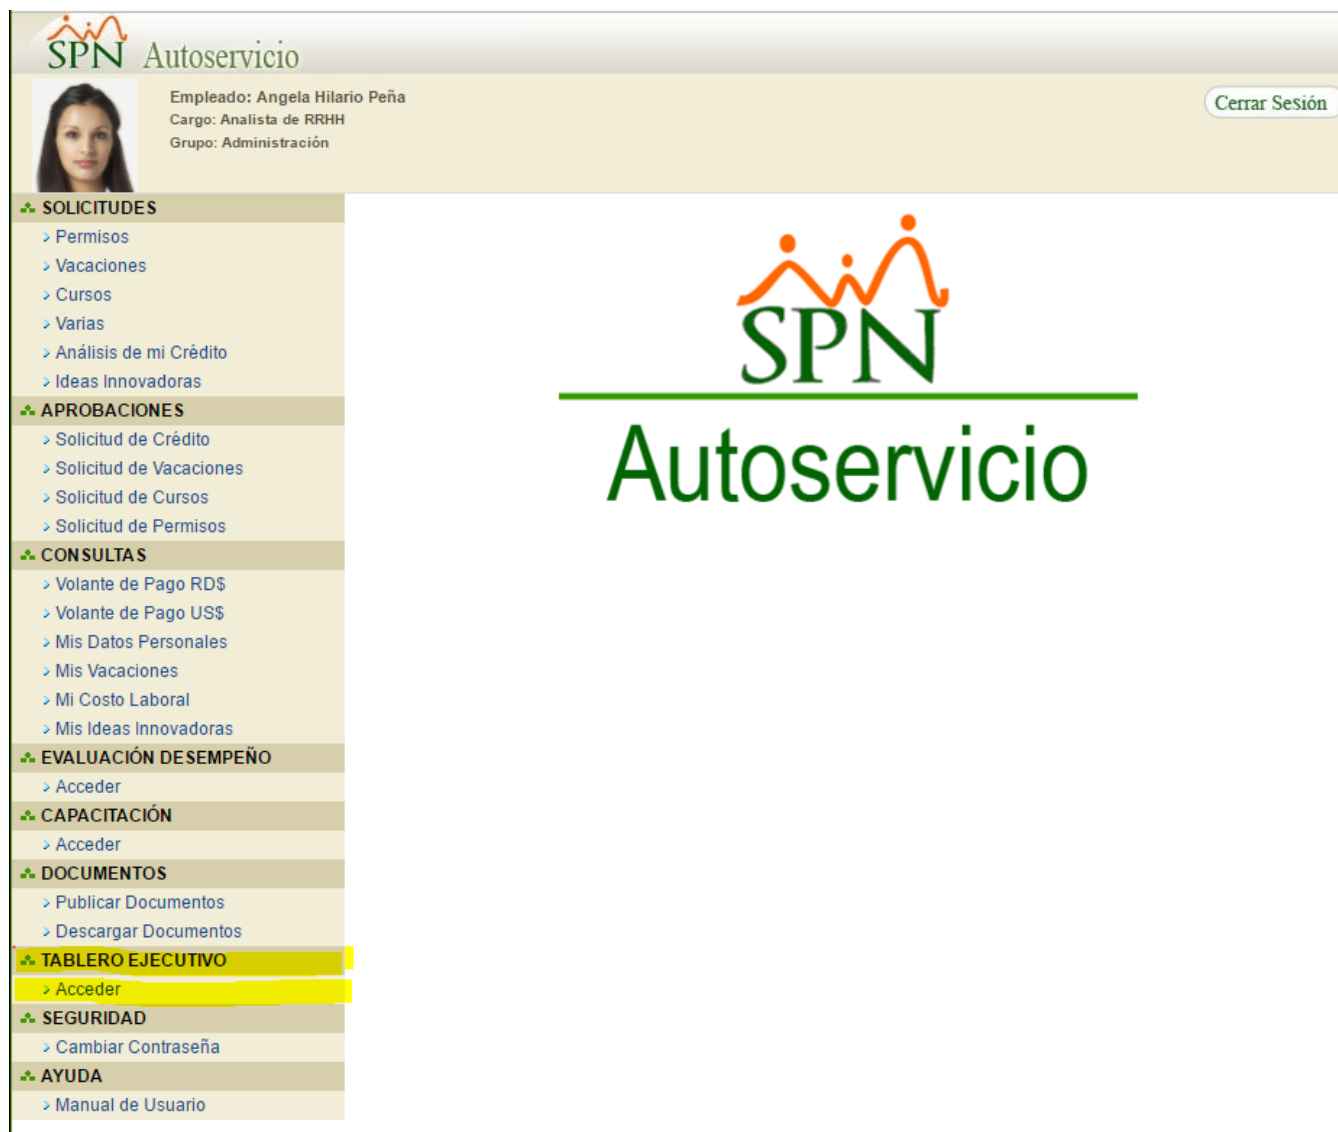 SPN Autoservicio
Empleado: Angela Hilario Peña
Cargo: Analista de RRHH
Grupo: Administración
Cerrar Sesión
SOLICITUDES
Permisos
Vacaciones
Cursos
Varias
Análisis de mi Crédito
Ideas Innovadoras
APROBACIONES
Solicitud de Crédito
Solicitud de Vacaciones
Solicitud de Cursos
Solicitud de Permisos
CONSULTAS
Volante de Pago RD$
Volante de Pago US$
Mis Datos Personales
Mis Vacaciones
Mi Costo Laboral
Mis Ideas Innovadoras
EVALUACIÓN DESEMPEÑO
Acceder
CAPACITACIÓN
Acceder
DOCUMENTOS
Publicar Documentos
Descargar Documentos
TABLERO EJECUTIVO
Acceder
SEGURIDAD
Cambiar Contraseña
AYUDA
Manual de Usuario
SPN
Autoservicio